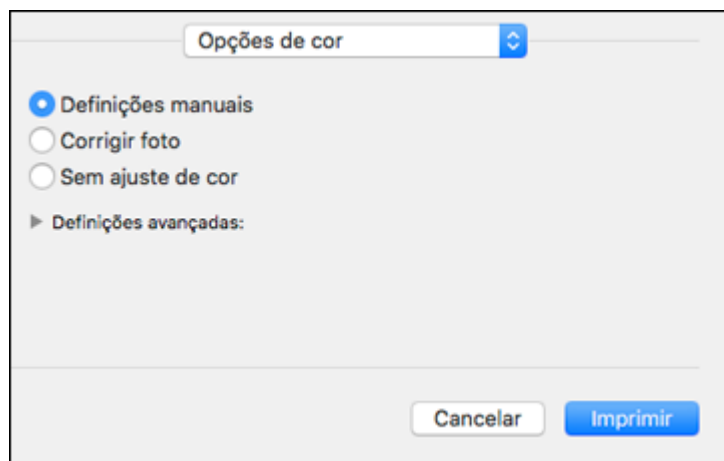 Opções de cor
Definições manuais
Corrigir foto
Sem ajuste de cor
Definições avançadas:
Cancelar Imprimir